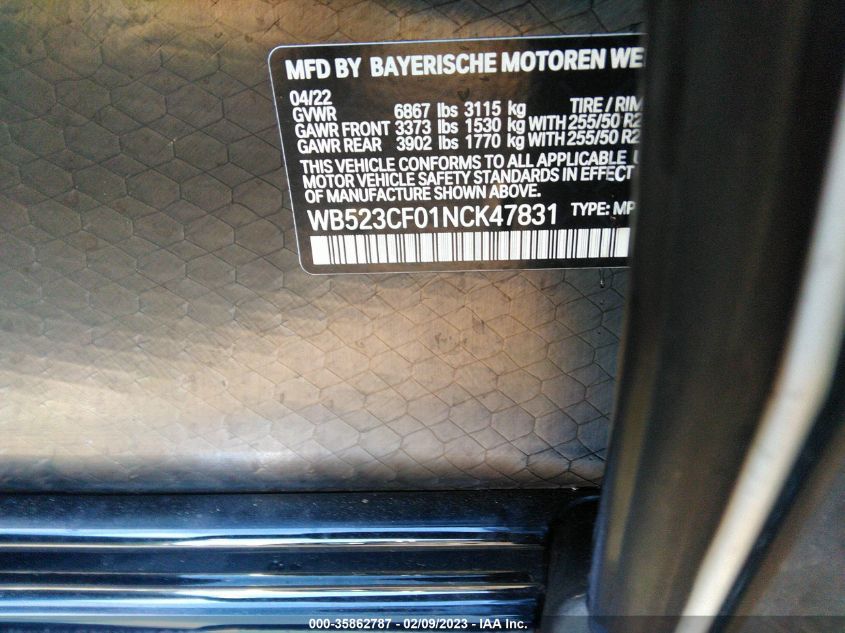 MFD BY BAYERISCHE MOTOREN WE
04/22
GVWR 6867 lbs 3115 kg TIRE / RIM
GAWR FRONT 3373 lbs 1530 kg WITH 255/50 R2
GAWR REAR 3902 lbs 1770 kg WITH 255/50 R2
THIS VEHICLE CONFORMS TO ALL APPLICABLE U
MOTOR VEHICLE SAFETY STANDARDS IN EFFECT
OF MANUFACTURE SHOWN ABOVE.
WB523CF01NCK47831 TYPE: MP
000-35862787 - 02/09/2023 - IAA Inc.